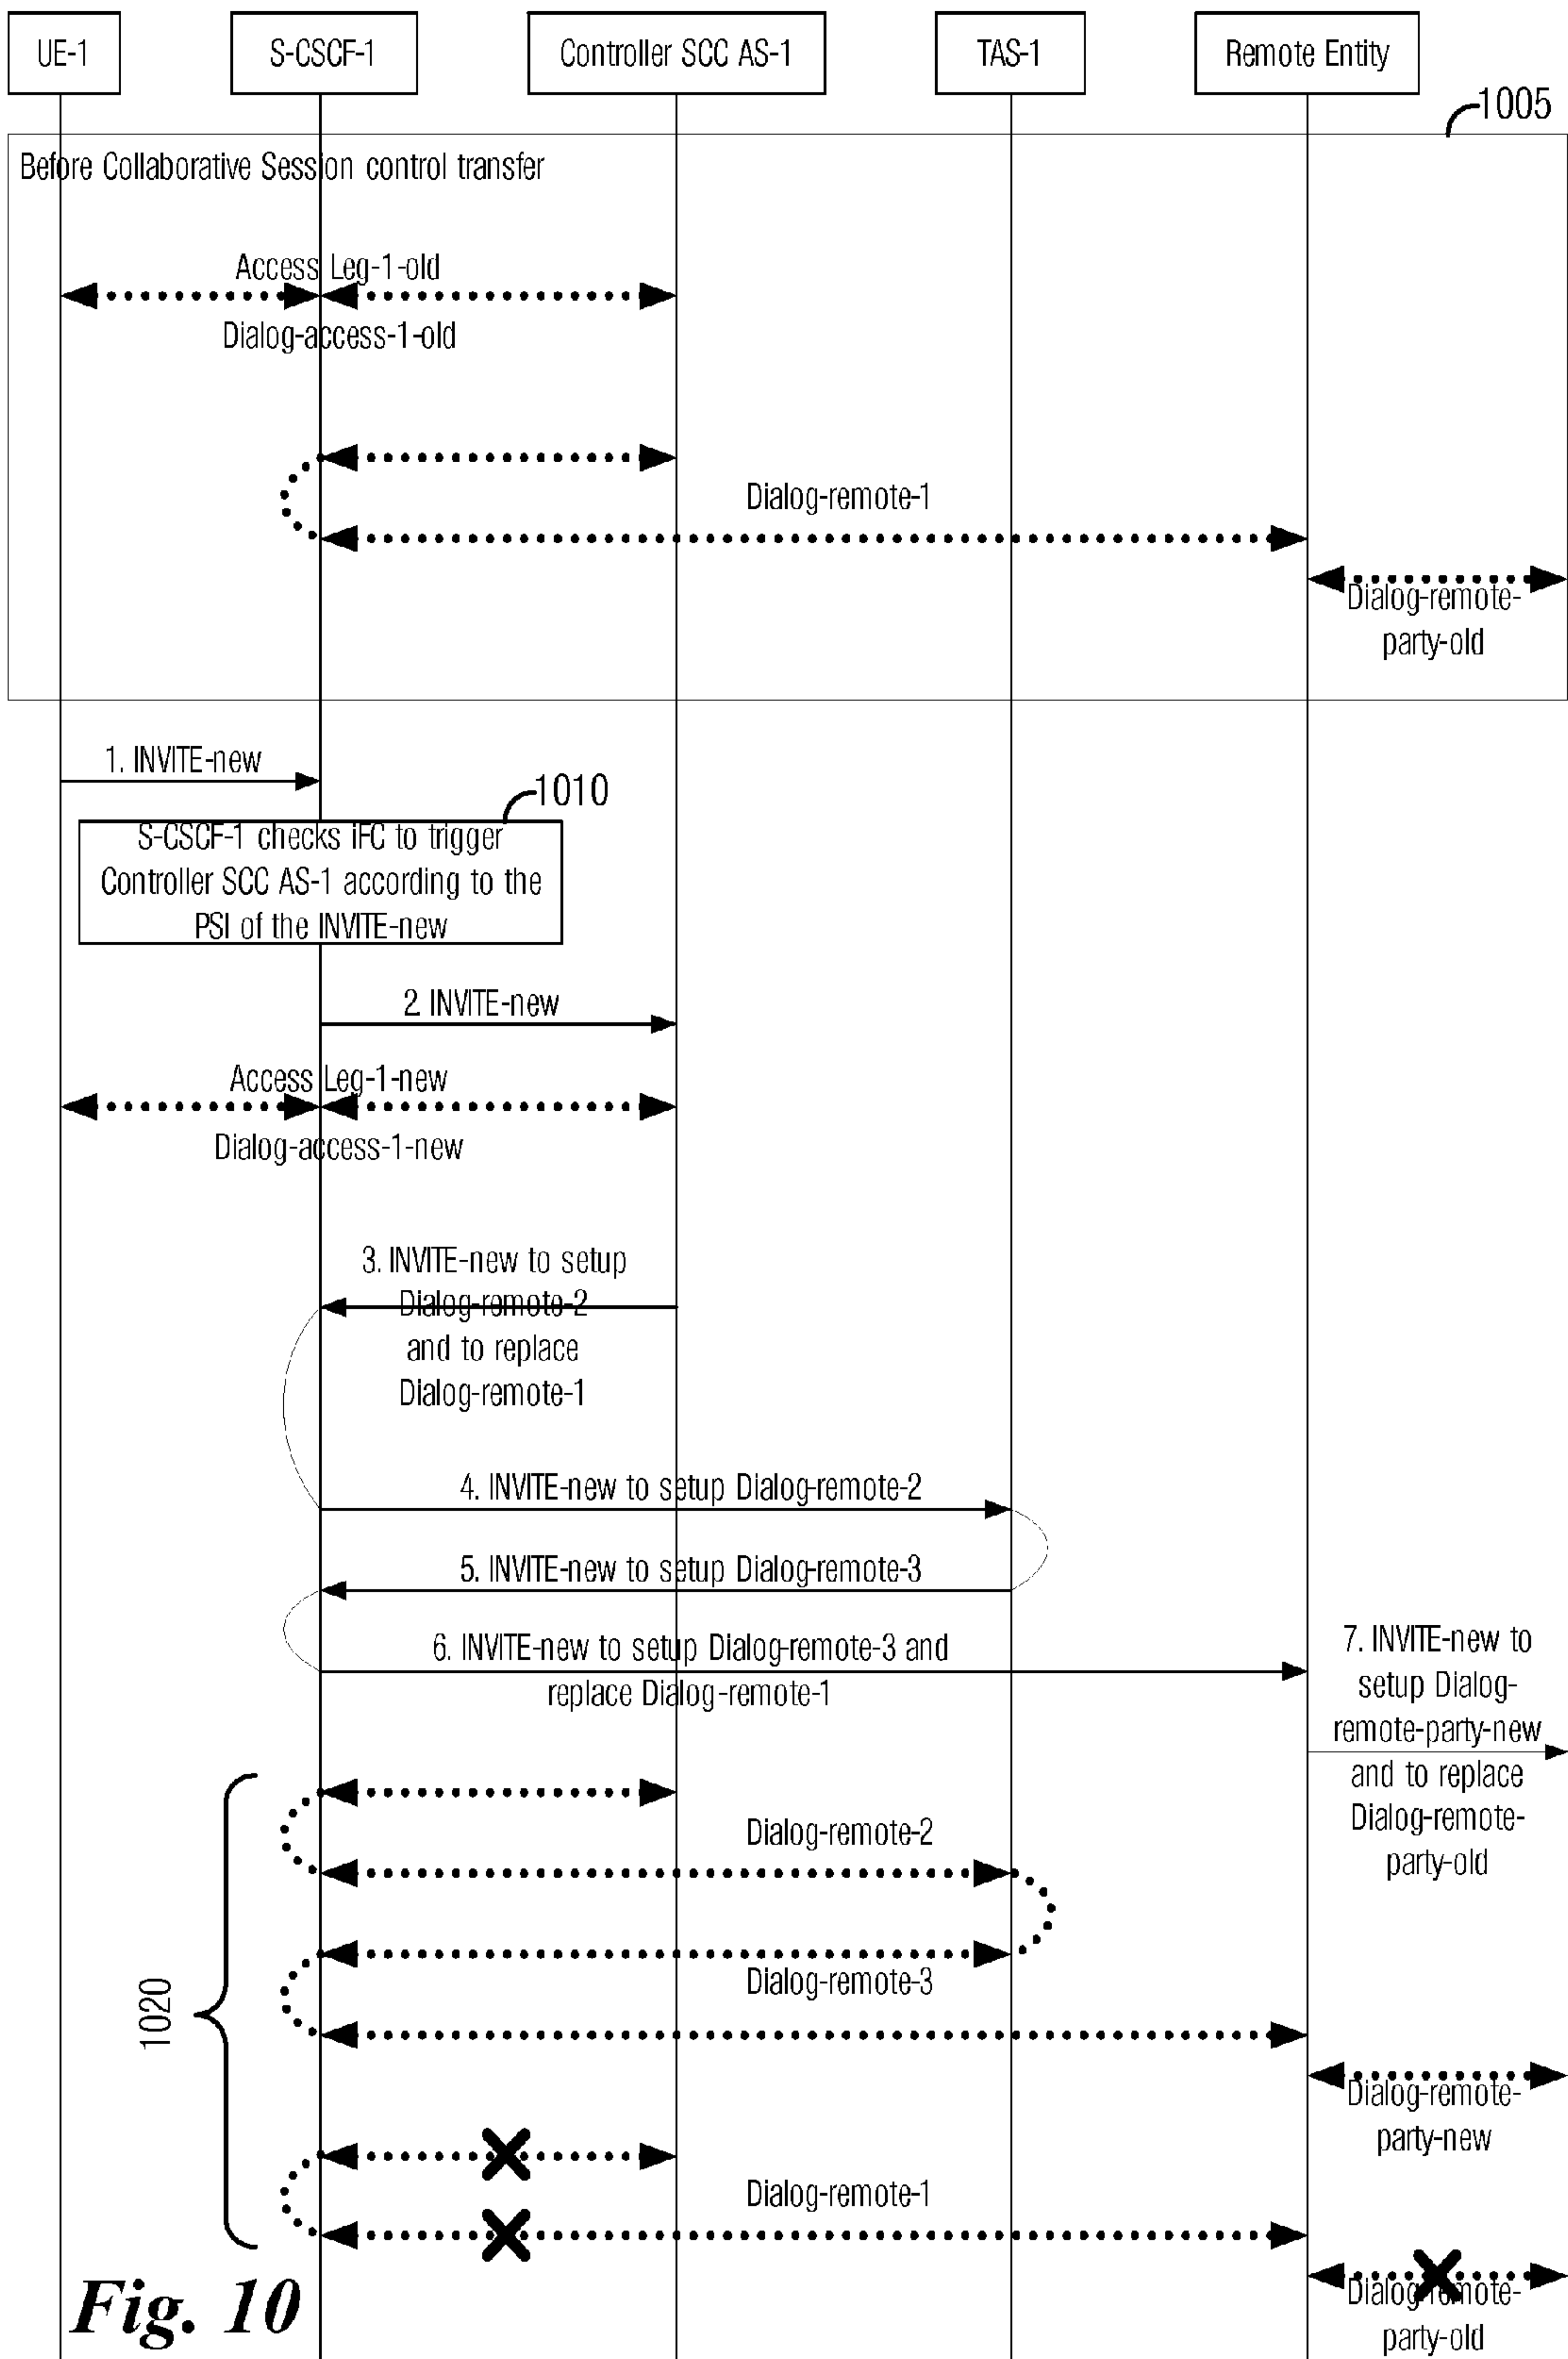 UE-1
S-CSCF-1
Controller SCC AS-1
TAS-1
Remote Entity
1005
Before Collaborative Session control transfer
Access Leg-1-old
Dialog-access-1-old
Dialog-remote-1
Dialog-remote-
party-old
1. INVITE-new
1010
S-CSCF-1 checks iFC to trigger
Controller SCC AS-1 according to the
PSI of the INVITE-new
2. INVITE-new
Access Leg-1-new
Dialog-access-1-new
3. INVITE-new to setup
Dialog-remote-2
and to replace
Dialog-remote-1
4. INVITE-new to setup Dialog-remote-2
5. INVITE-new to setup Dialog-remote-3
6. INVITE-new to setup Dialog-remote-3 and
replace Dialog-remote-1
7. INVITE-new to
setup Dialog-
remote-party-new
and to replace
Dialog-remote-
party-old
Dialog-remote-2
1020
Dialog-remote-3
Dialog-remote-
party-new
Dialog-remote-1
Dialog-remote-
party-old
Fig. 10